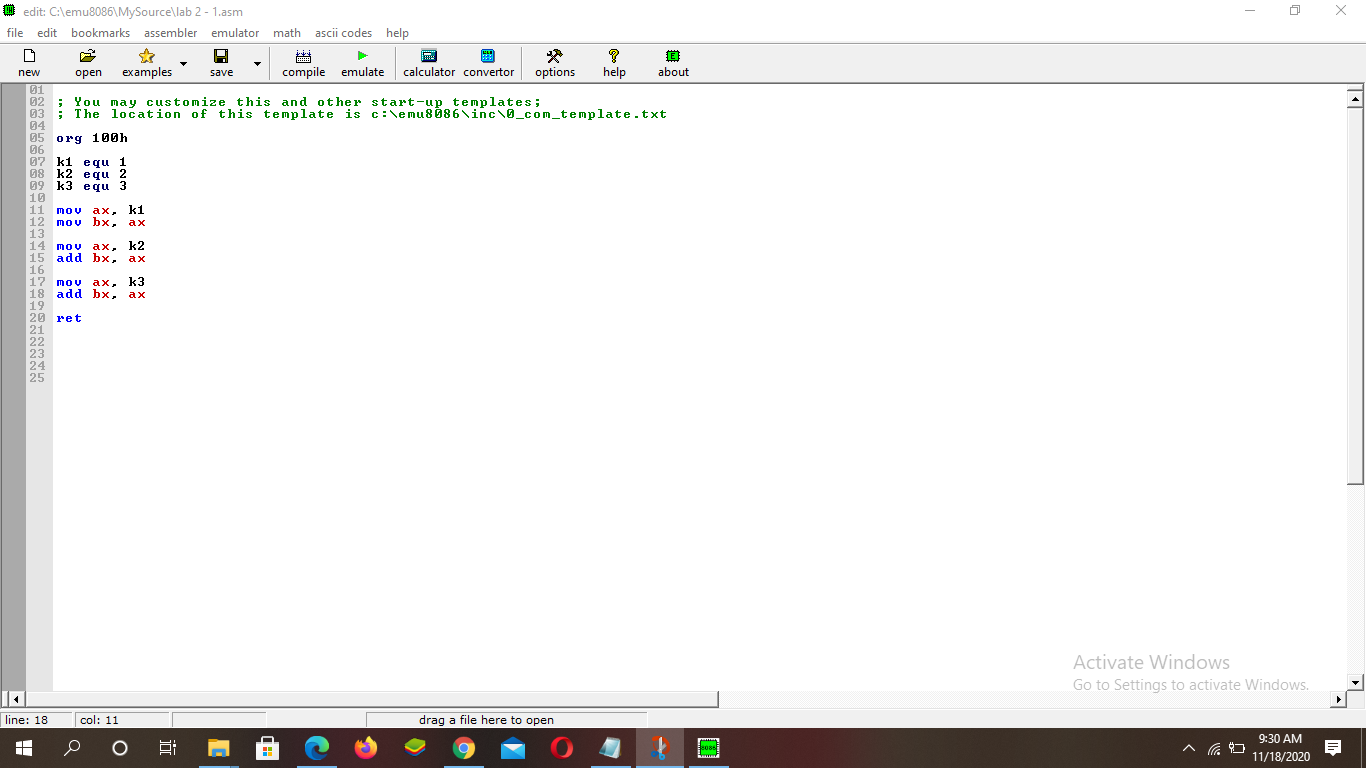 edit: C:\emu8086\MySource\lab 2 - 1.asm
file edit bookmarks assembler emulator math ascii codes help
new open examples save compile emulate calculator convertor options help about
01
02 ; You may customize this and other start-up templates;
03 ; The location of this template is c:\emu8086\inc\0_com_template.txt
04
05 org 100h
06
07 k1 equ 1
08 k2 equ 2
09 k3 equ 3
10
11 mov ax, k1
12 mov bx, ax
13
14 mov ax, k2
15 add bx, ax
16
17 mov ax, k3
18 add bx, ax
19
20 ret
21
22
23
24
25
Activate Windows
Go to Settings to activate Windows.
line: 18 col: 11 drag a file here to open
8086
9:30 AM
11/18/2020